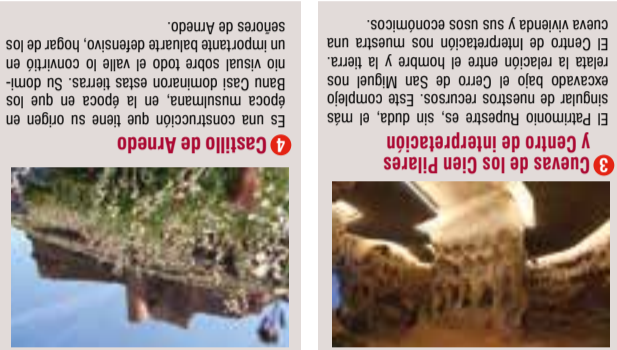 3 Cuevas de los Cien Pilares
y Centro de interpretación
El Patrimonio Rupestre es, sin duda, el más
singular de nuestros recursos. Este complejo
excavado bajo el Cerro de San Miguel nos
relata la relación entre el hombre y la tierra.
El Centro de Interpretación nos muestra una
cueva vivienda y sus usos económicos.
4 Castillo de Arnedo
Es una construcción que tiene su origen en
época musulmana, en la época en que los
Banu Casi dominaron estas tierras. Su domi-
nio visual sobre todo el valle lo convirtió en
un importante baluarte defensivo, hogar de los
señores de Arnedo.